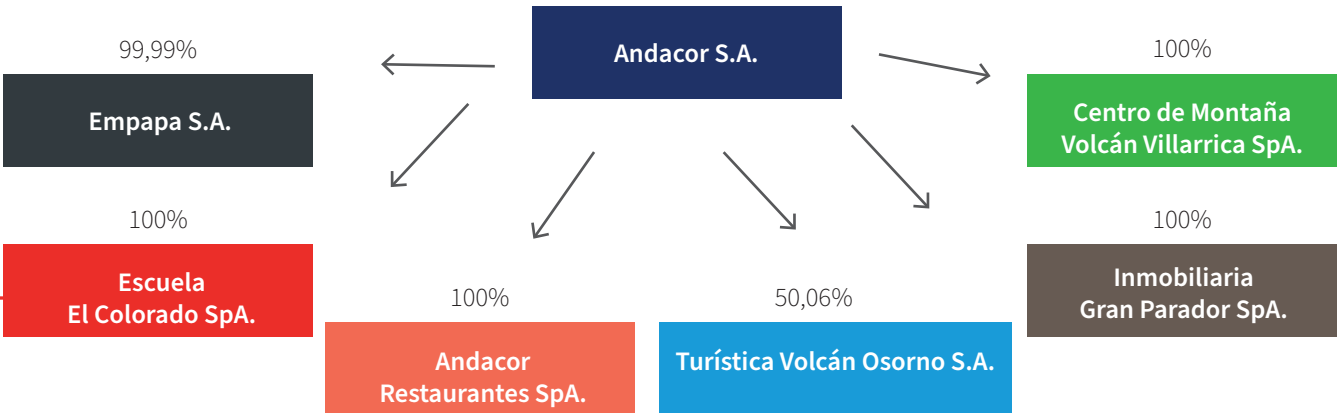 Andacor S.A.
99,99%
Empapa S.A.
100%
Centro de Montaña
Volcán Villarrica SpA.
100%
Escuela
El Colorado SpA.
100%
Andacor
Restaurantes SpA.
50,06%
Turística Volcán Osorno S.A.
100%
Inmobiliaria
Gran Parador SpA.